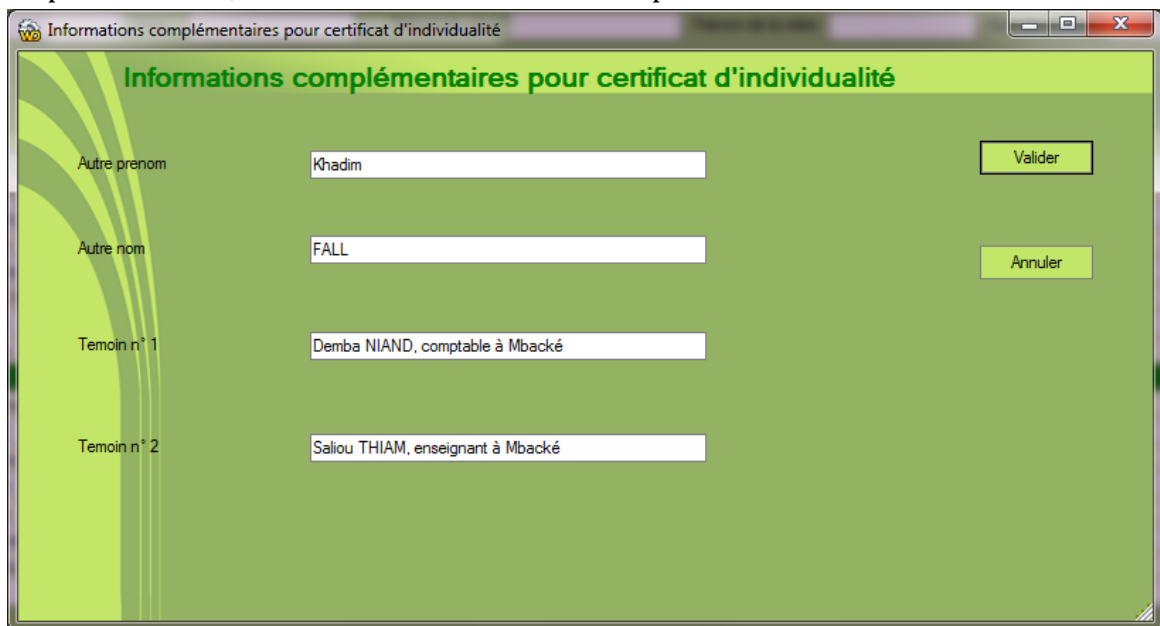 Informations complémentaires pour certificat d'individualité
Informations complémentaires pour certificat d'individualité
Autre prenom
Khadim
Valider
Autre nom
FALL
Annuler
Temoin n° 1
Demba NIAND, comptable à Mbacké
Temoin n° 2
Saliou THIAM, enseignant à Mbacké